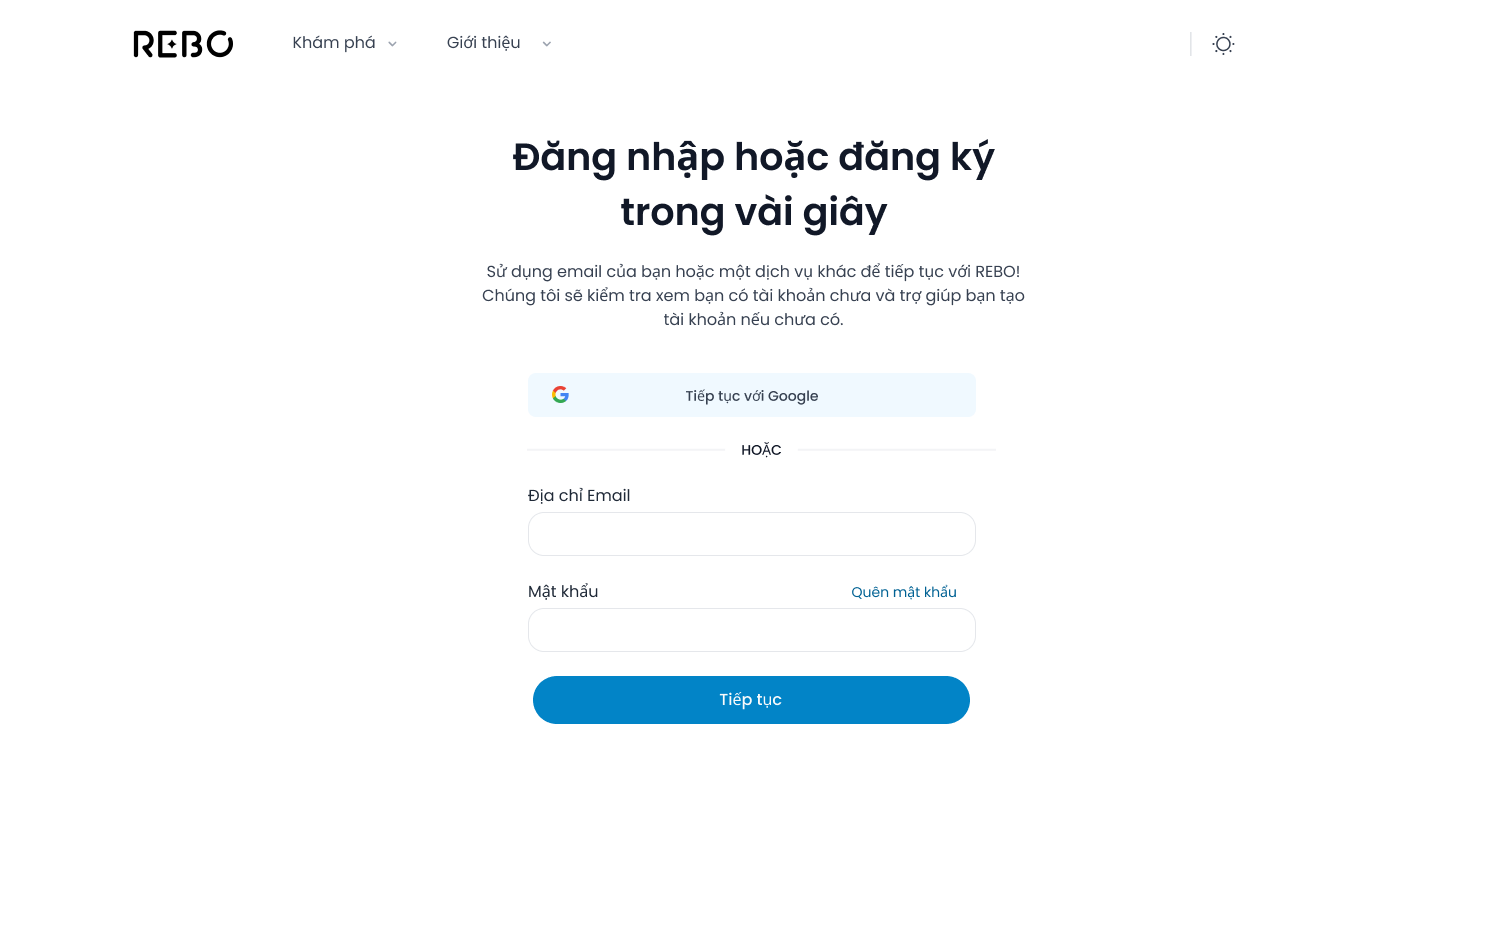 REBO
Khám phá
Giới thiệu
Đăng nhập hoặc đăng ký
trong vài giây
Sử dụng email của bạn hoặc một dịch vụ khác để tiếp tục với REBO!
Chúng tôi sẽ kiểm tra xem bạn có tài khoản chưa và trợ giúp bạn tạo
tài khoản nếu chưa có.
Tiếp tục với Google
HOẶC
Địa chỉ Email
Mật khẩu
Quên mật khẩu
Tiếp tục